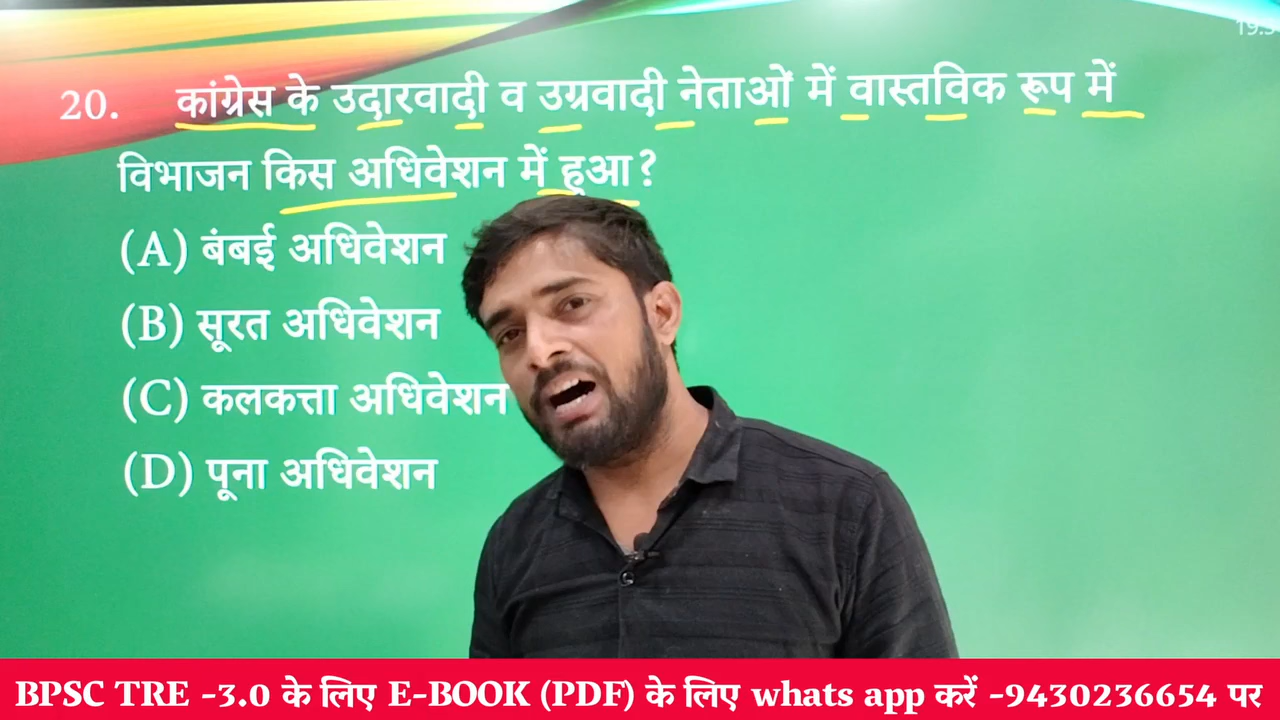 20. कांग्रेस के उदारवादी व उग्रवादी नेताओं में वास्तविक रूप में
विभाजन किस अधिवेशन में हुआ?
(A) बंबई अधिवेशन
(B) सूरत अधिवेशन
(C) कलकत्ता अधिवेशन
(D) पूना अधिवेशन
BPSC TRE -3.0 के लिए E-BOOK (PDF) के लिए whats app करें -9430236654 पर